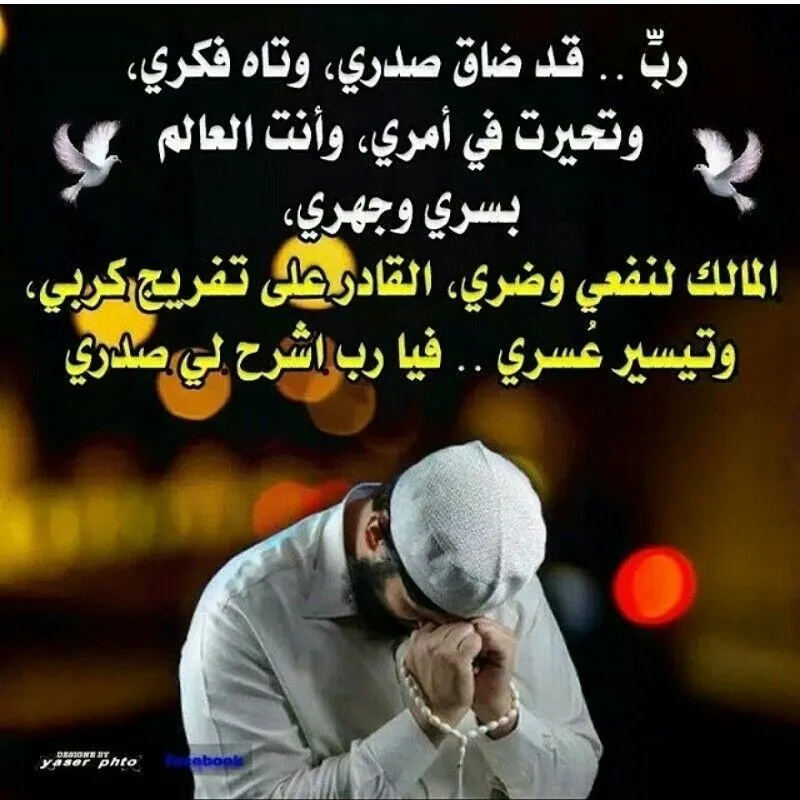 ربِّ .. قد ضاق صدري، وتاه فكري،
وتحيرت في أمري، وأنت العالم
بسري وجهري،
المالك لنفعي وضري، القادر على تفريج كربي،
وتيسير عُسري .. فيا رب اشرح لي صدري
DESIGNE BY
yaser phto
facebook